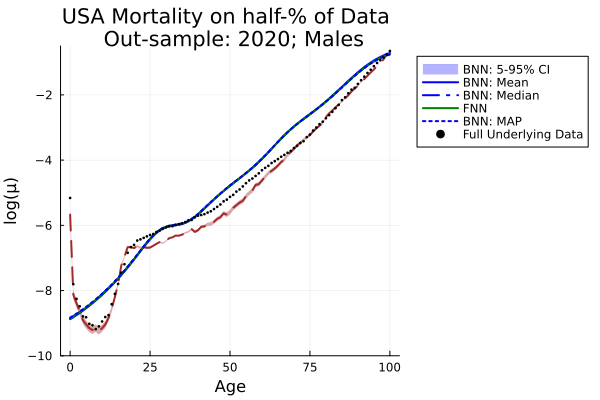 USA Mortality on half-% of Data
Out-sample: 2020; Males
BNN: 5-95% CI
BNN: Mean
BNN: Median
FNN
BNN: MAP
Full Underlying Data
log(μ)
−2
−4
−6
−8
−10
0 25 50 75 100
Age